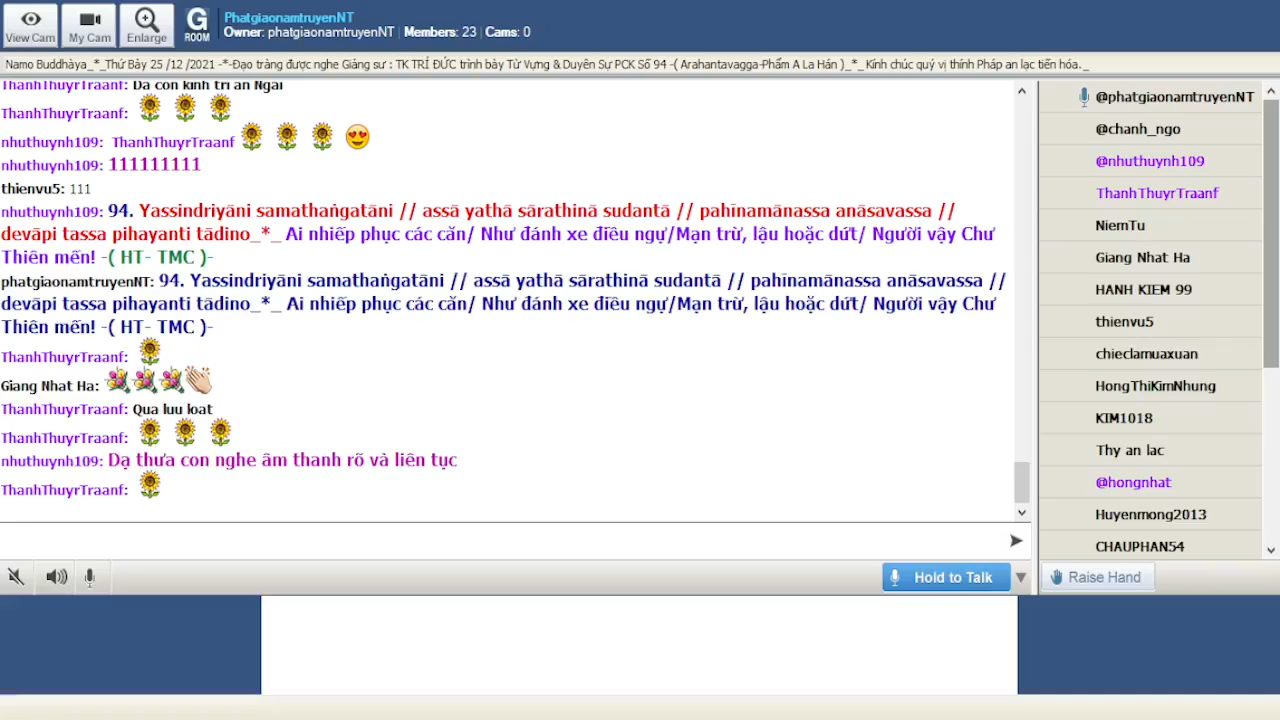 View Cam
My Cam
Enlarge
G ROOM
PhatgiaonamtruyenNT
Owner: phatgiaonamtruyenNT | Members: 23 | Cams: 0
Namo Buddhàya_*_Thứ Bảy 25 /12 /2021 -*-Đạo tràng được nghe Giảng sư : TK TRÍ ĐỨC trình bày Từ Vựng & Duyên Sự PCK Số 94 -( Arahantavagga-Phẩm A La Hán )_*_ Kính chúc quý vị thính Pháp an lạc tiến hóa._
ThanhThuyrTraanf: Da con kinh tri an Ngai
ThanhThuyrTraanf:
nhuthuynh109: ThanhThuyrTraanf
nhuthuynh109: 111111111
thienvu5: 111
nhuthuynh109: 94. Yassindriyāni samathaṅgatāni // assā yathā sārathinā sudantā // pahīnamānassa anāsavassa //
devāpi tassa pihayanti tādino_*_ Ai nhiếp phục các căn/ Như đánh xe điều ngự/Mạn trừ, lậu hoặc dứt/ Người vậy Chư
Thiên mến! -( HT- TMC )-
phatgiaonamtruyenNT: 94. Yassindriyāni samathaṅgatāni // assā yathā sārathinā sudantā // pahīnamānassa anāsavassa //
devāpi tassa pihayanti tādino_*_ Ai nhiếp phục các căn/ Như đánh xe điều ngự/Mạn trừ, lậu hoặc dứt/ Người vậy Chư
Thiên mến! -( HT- TMC )-
ThanhThuyrTraanf:
Giang Nhat Ha:
ThanhThuyrTraanf: Qua luu loat
ThanhThuyrTraanf:
nhuthuynh109: Dạ thưa con nghe âm thanh rõ và liên tục
ThanhThuyrTraanf:
@phatgiaonamtruyenNT
@chanh_ngo
@nhuthuynh109
ThanhThuyrTraanf
NiemTu
Giang Nhat Ha
HANH KIEM 99
thienvu5
chieclamuaxuan
HongThiKimNhung
KIM1018
Thy an lac
@hongnhat
Huyenmong2013
CHAUPHAN54
Hold to Talk
Raise Hand